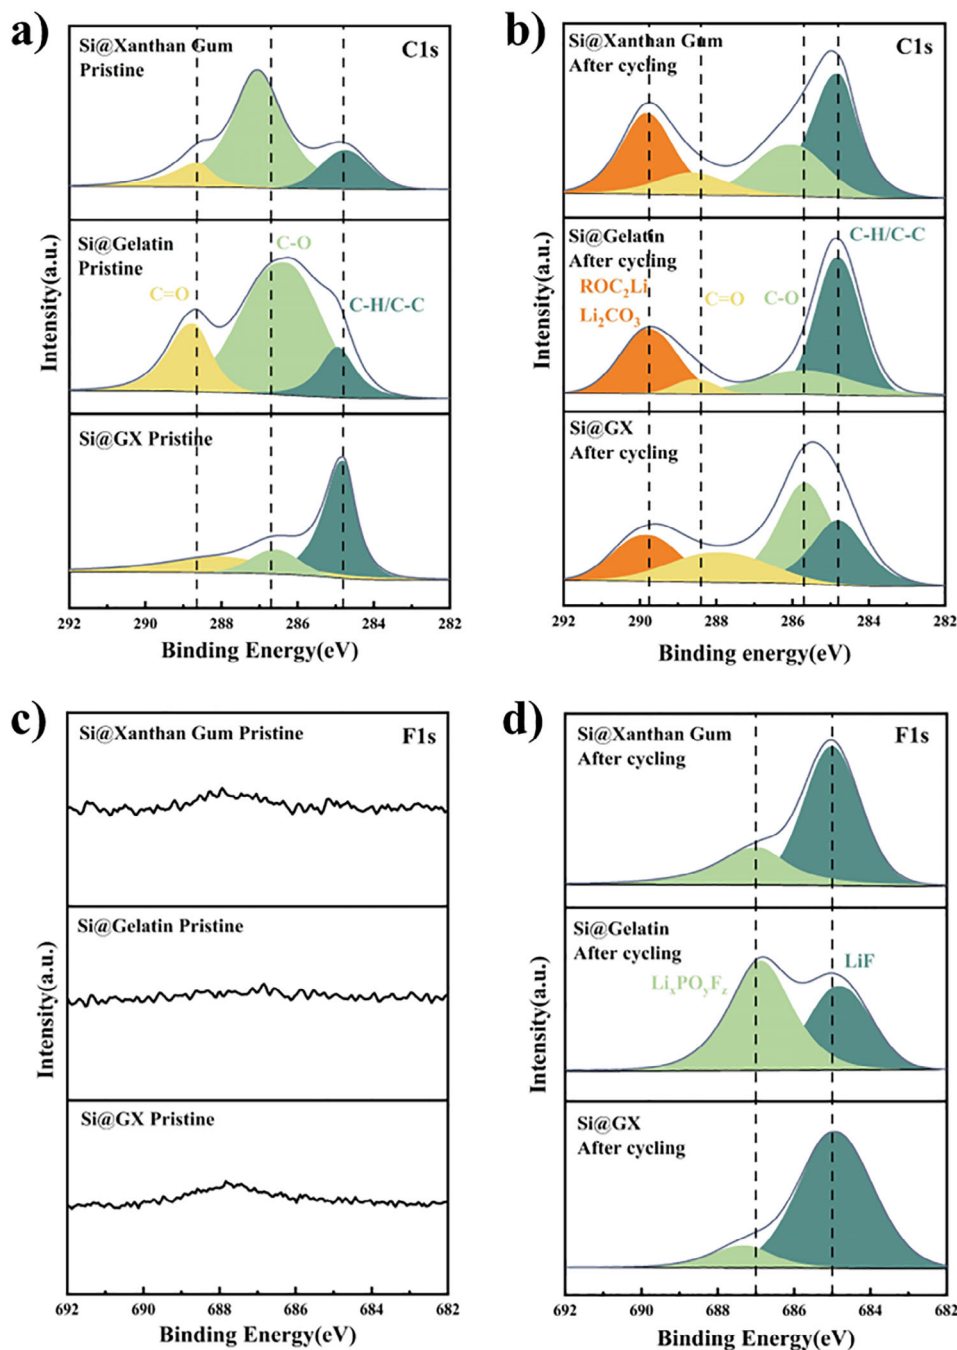 a)
Si@Xanthan Gum
Pristine
C1s
Si@Gelatin
Pristine
C-O
C=O
C-H/C-C
Si@GX Pristine
Intensity(a.u.)
292 290 288 286 284 282
Binding Energy(eV)
b)
Si@Xanthan Gum
After cycling
C1s
Si@Gelatin
After cycling
C-H/C-C
ROC₂Li
Li₂CO₃
C=O
C-O
Si@GX
After cycling
Intensity(a.u.)
292 290 288 286 284 282
Binding energy(eV)
c)
Si@Xanthan Gum Pristine
F1s
Si@Gelatin Pristine
Si@GX Pristine
Intensity(a.u.)
692 690 688 686 684 682
Binding Energy(eV)
d)
Si@Xanthan Gum
After cycling
F1s
Si@Gelatin
After cycling
LiF
LiₓPOᵧF_z
Si@GX
After cycling
Intensity(a.u.)
692 690 688 686 684 682
Binding Energy(eV)